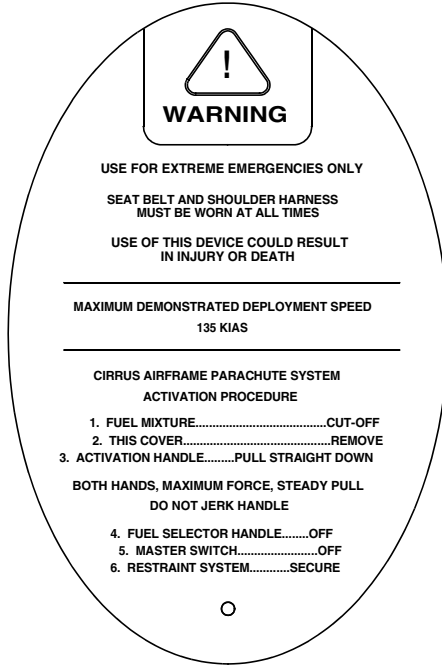 !
WARNING
USE FOR EXTREME EMERGENCIES ONLY
SEAT BELT AND SHOULDER HARNESS
MUST BE WORN AT ALL TIMES
USE OF THIS DEVICE COULD RESULT
IN INJURY OR DEATH
MAXIMUM DEMONSTRATED DEPLOYMENT SPEED
135 KIAS
CIRRUS AIRFRAME PARACHUTE SYSTEM
ACTIVATION PROCEDURE
1. FUEL MIXTURE.......................................CUT-OFF
2. THIS COVER............................................REMOVE
3. ACTIVATION HANDLE.........PULL STRAIGHT DOWN
BOTH HANDS, MAXIMUM FORCE, STEADY PULL
DO NOT JERK HANDLE
4. FUEL SELECTOR HANDLE........OFF
5. MASTER SWITCH........................OFF
6. RESTRAINT SYSTEM............SECURE